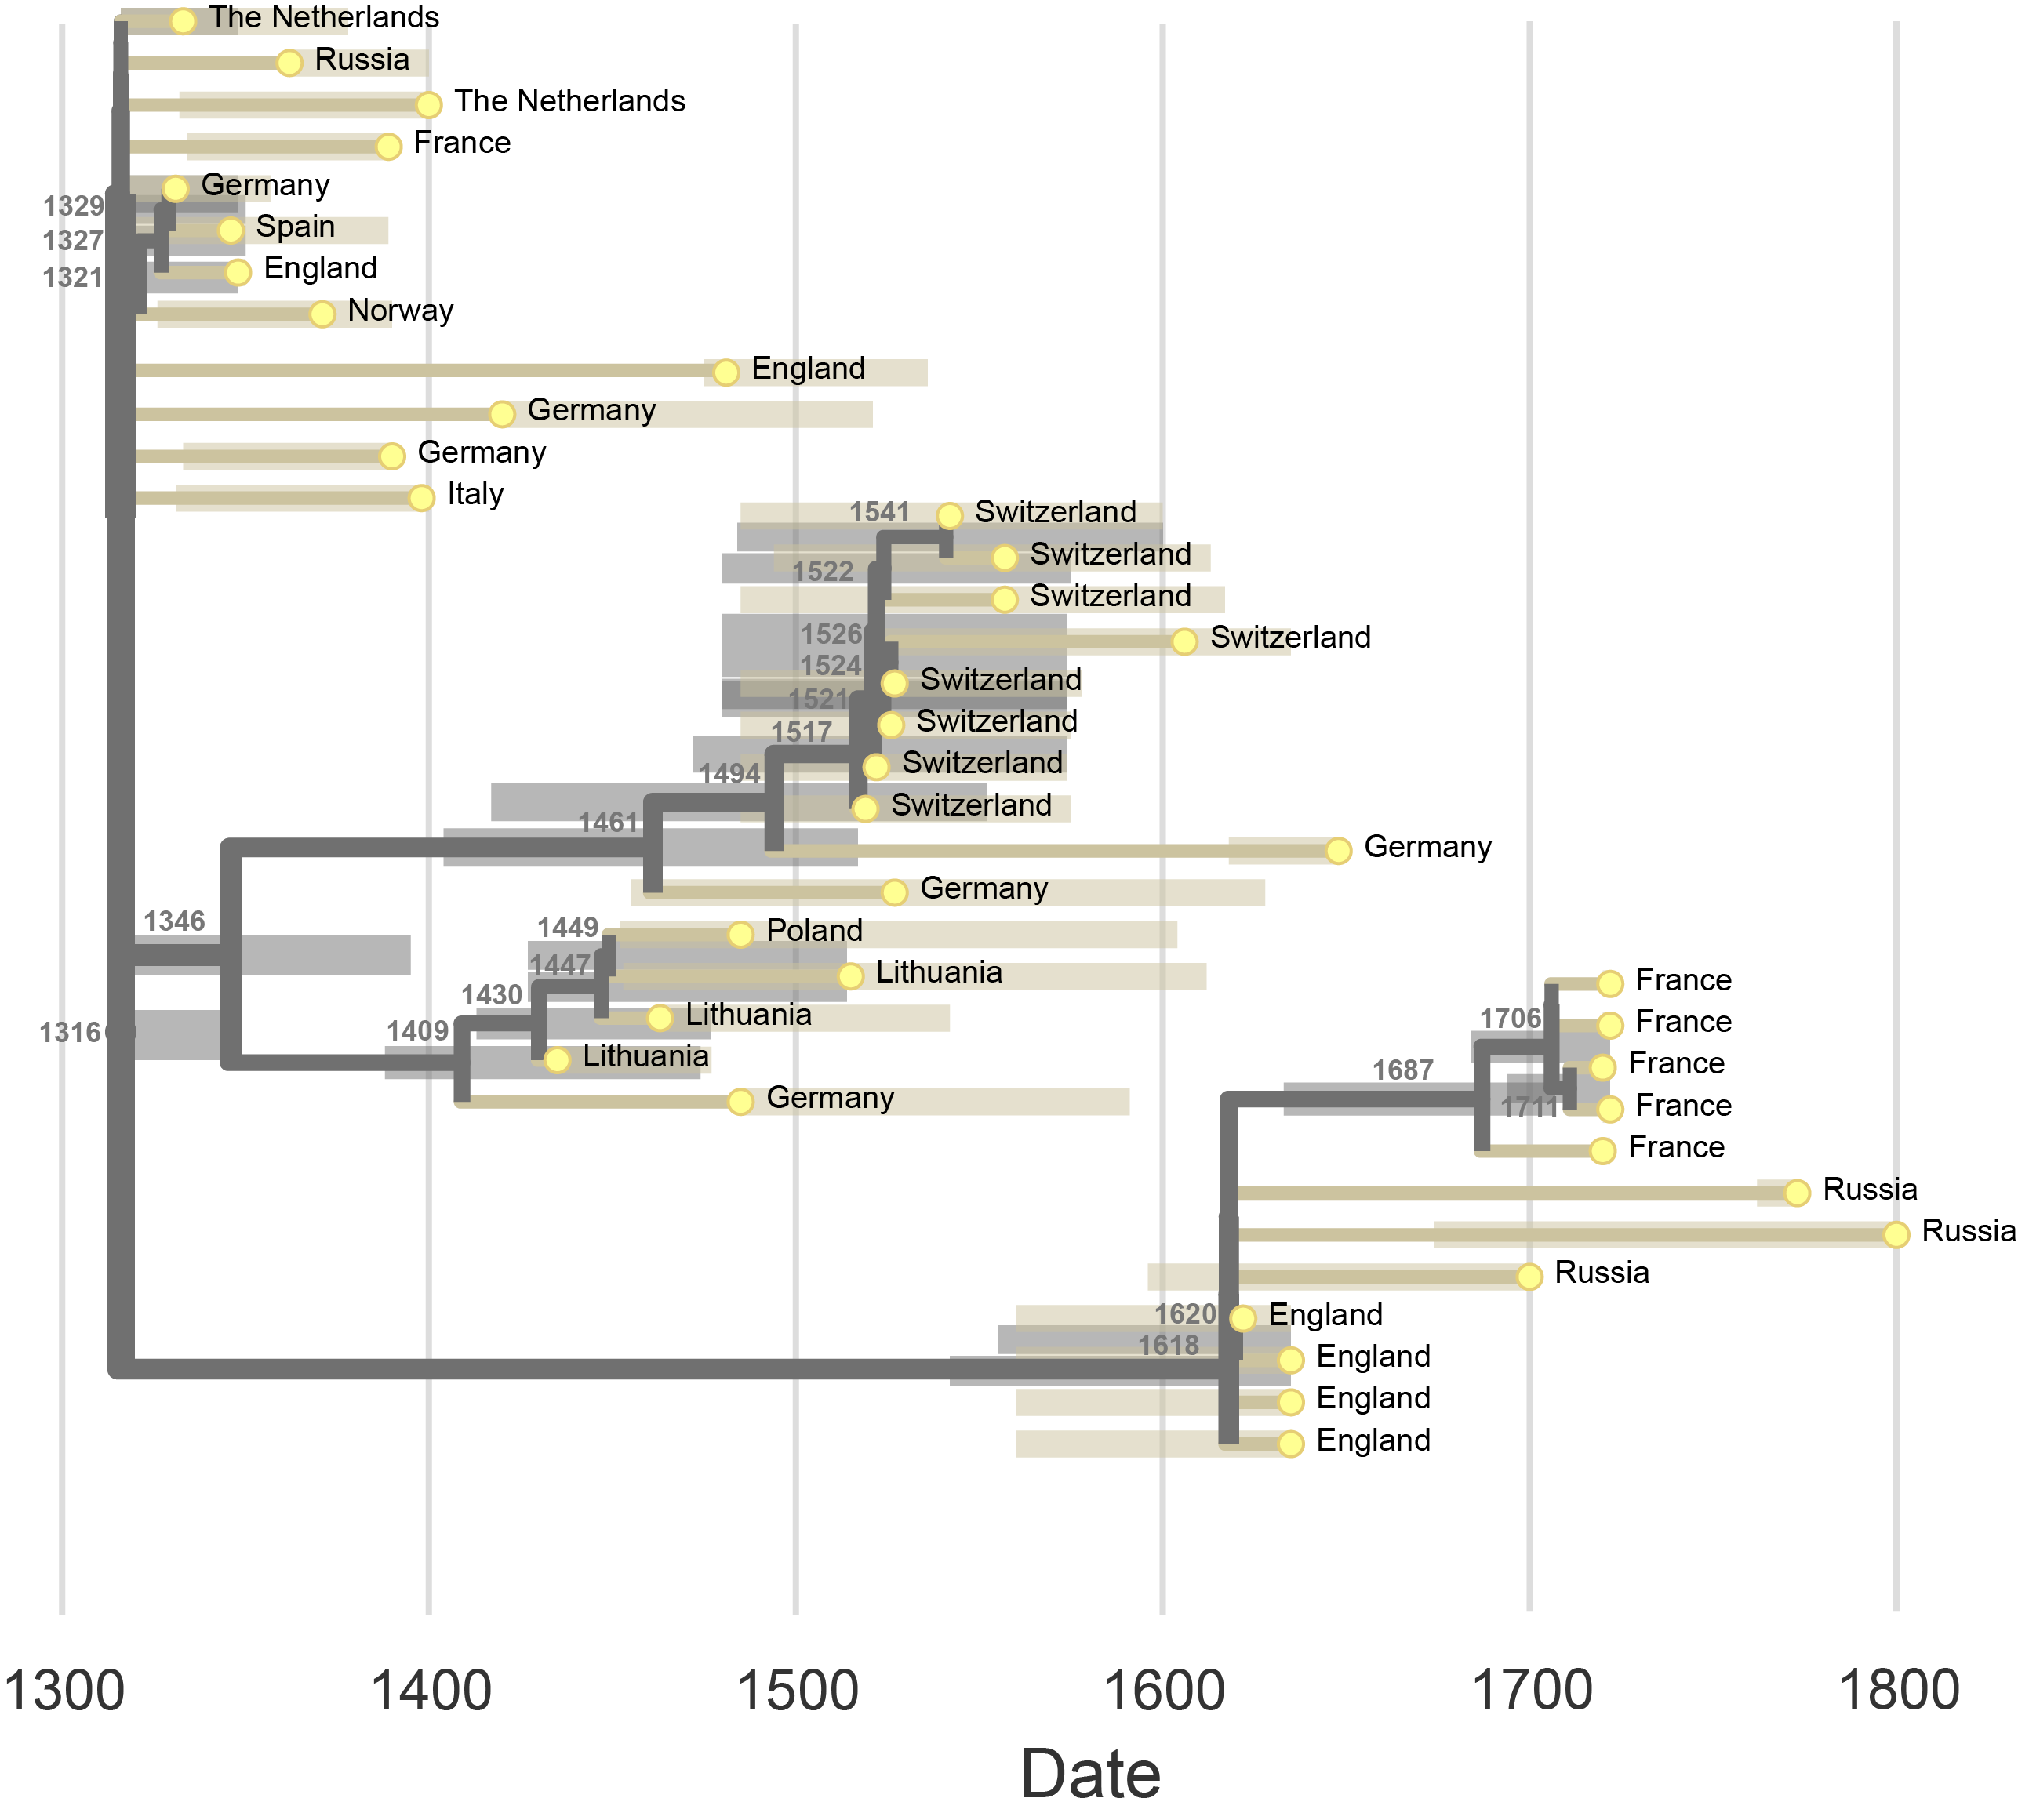 The Netherlands
Russia
The Netherlands
France
Germany
1329
Spain
1327
England
1321
Norway
England
Germany
Germany
Italy
1541
Switzerland
Switzerland
1522
Switzerland
1526
Switzerland
1524
Switzerland
1521
Switzerland
1517
Switzerland
1494
Switzerland
1461
Germany
Germany
1346
1449
Poland
1447
Lithuania
France
1430
Lithuania
1706
France
1316
1409
Lithuania
1687
France
Germany
1711
France
France
Russia
Russia
Russia
1620
England
1618
England
England
England
1300 1400 1500 1600 1700 1800
Date